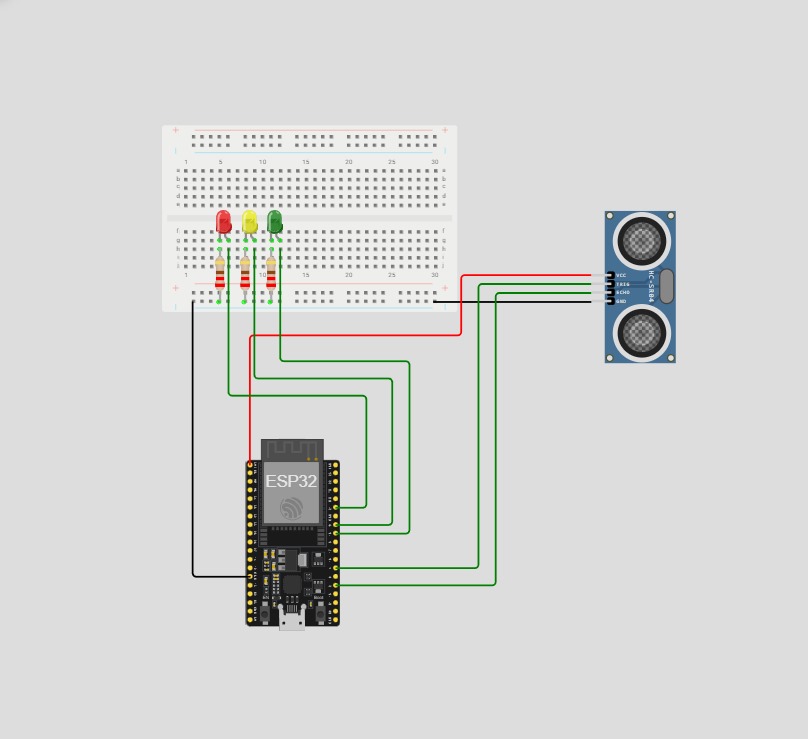 + +
1 5 10 15 20 25 30
a a
b b
c c
d d
e e
f f
g g
h h
i i
j j
1 5 10 15 20 25 30
+ +
VCC
TRIG
ECHO
GND
HC-SR04
ESP32